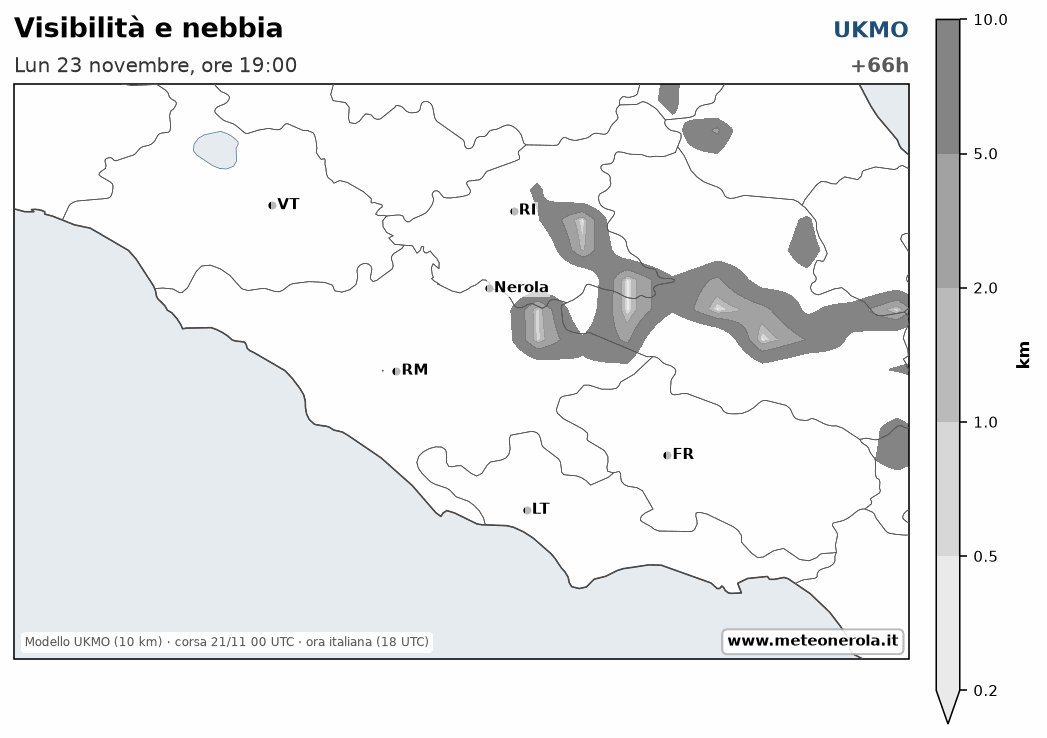 Visibilità e nebbia
UKMO
Lun 23 novembre, ore 19:00
+66h
10.0
5.0
2.0
1.0
0.5
0.2
km
VT
RI
Nerola
RM
FR
LT
Modello UKMO (10 km) · corsa 21/11 00 UTC · ora italiana (18 UTC)
www.meteonerola.it